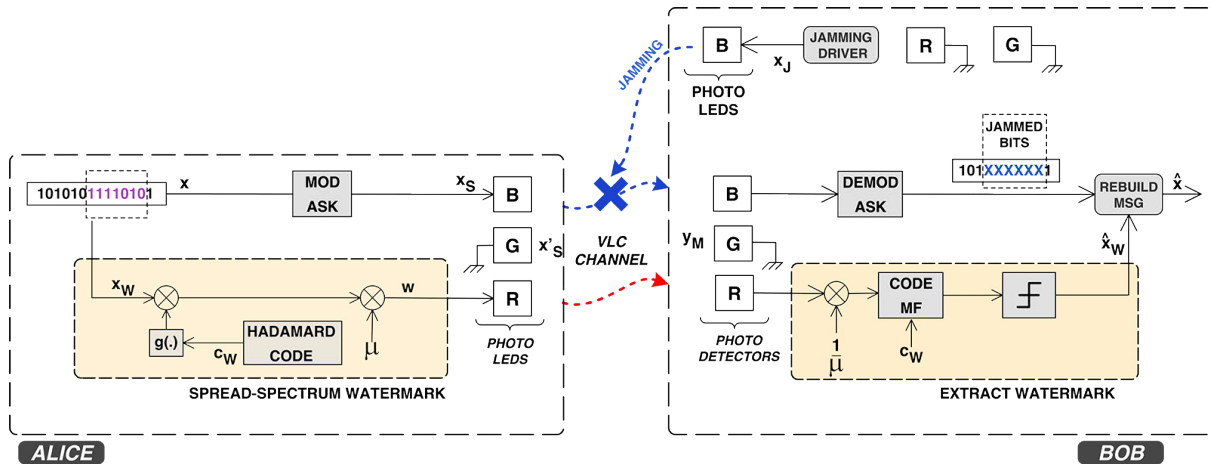 101010111101011
x
MOD
ASK
x_S
B
G
x'_S
R
PHOTO
LEDS
x_W
w
g(.)
c_W
HADAMARD
CODE
μ
SPREAD-SPECTRUM WATERMARK
ALICE
JAMMING
VLC
CHANNEL
B
x_J
JAMMING
DRIVER
R
G
PHOTO
LEDS
JAMMED
BITS
101XXXXXX1
B
DEMOD
ASK
REBUILD
MSG
x̂
y_M
G
x̂_W
R
PHOTO
DETECTORS
1
μ
CODE
MF
c_W
EXTRACT WATERMARK
BOB